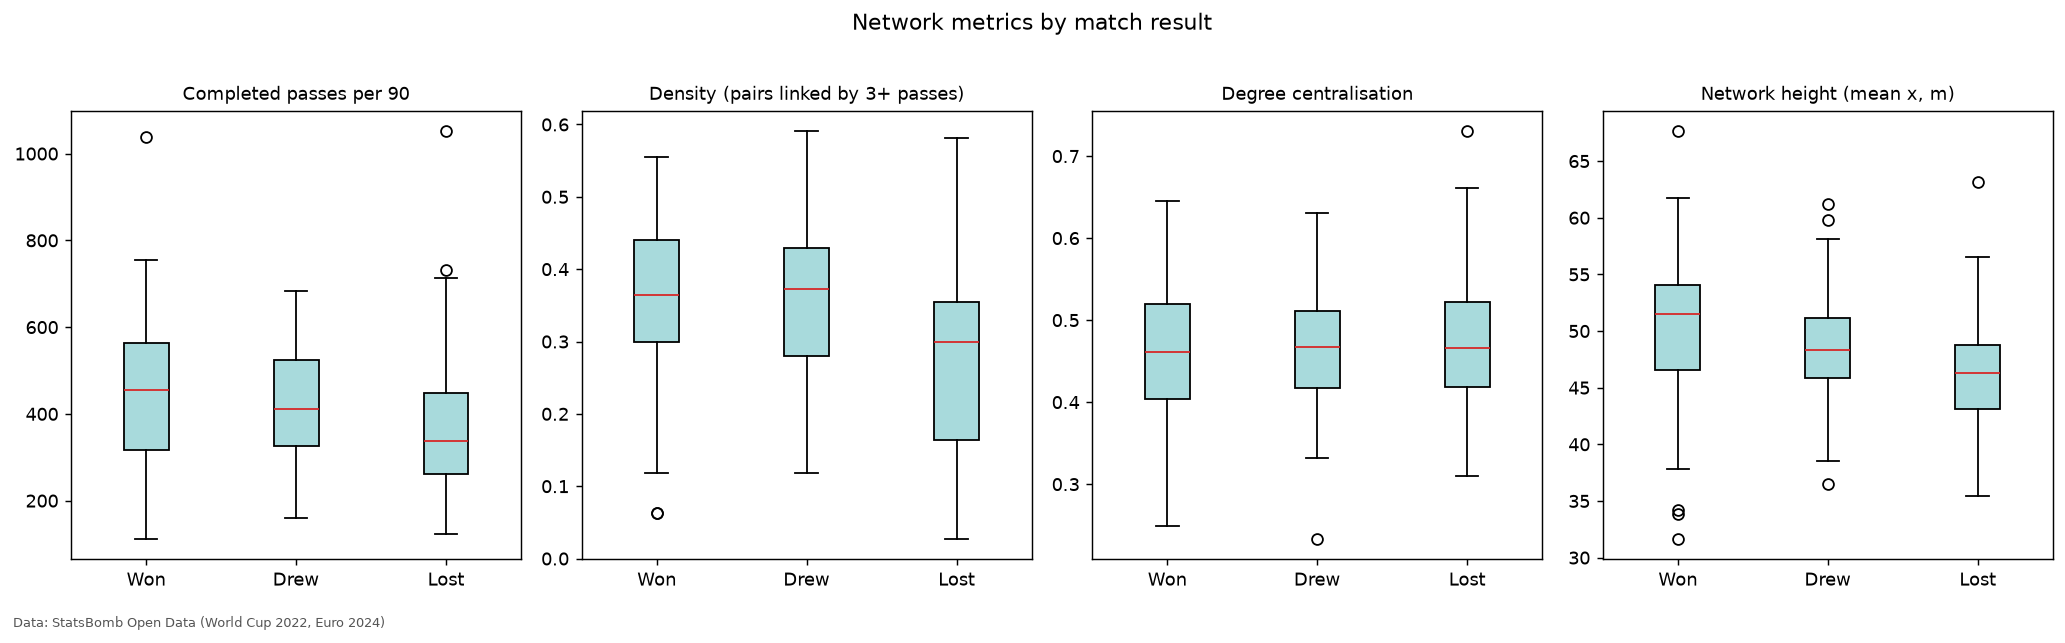 Network metrics by match result
Completed passes per 90
1000
800
600
400
200
Won Drew Lost
Density (pairs linked by 3+ passes)
0.6
0.5
0.4
0.3
0.2
0.1
0.0
Won Drew Lost
Degree centralisation
0.7
0.6
0.5
0.4
0.3
Won Drew Lost
Network height (mean x, m)
65
60
55
50
45
40
35
30
Won Drew Lost
Data: StatsBomb Open Data (World Cup 2022, Euro 2024)